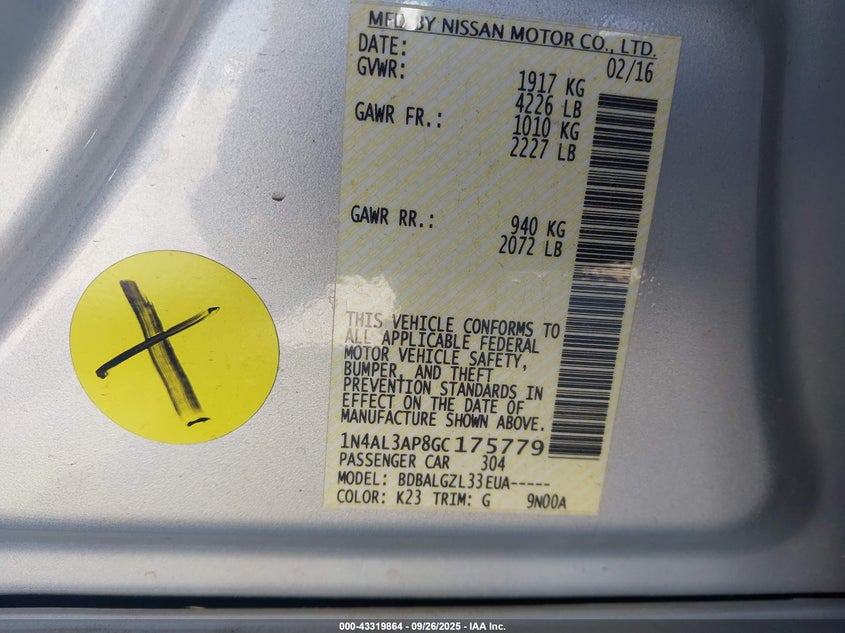 MFD BY NISSAN MOTOR CO., LTD.
DATE: 02/16
GVWR: 1917 KG
4226 LB
GAWR FR.: 1010 KG
2227 LB
GAWR RR.: 940 KG
2072 LB
THIS VEHICLE CONFORMS TO
ALL APPLICABLE FEDERAL
MOTOR VEHICLE SAFETY,
BUMPER, AND THEFT
PREVENTION STANDARDS IN
EFFECT ON THE DATE OF
MANUFACTURE SHOWN ABOVE.
1N4AL3AP8GC175779
PASSENGER CAR 304
MODEL: BDBALGZL33EUA-----
COLOR: K23 TRIM: G 9N00A
000-43319864 - 09/26/2025 - IAA Inc.